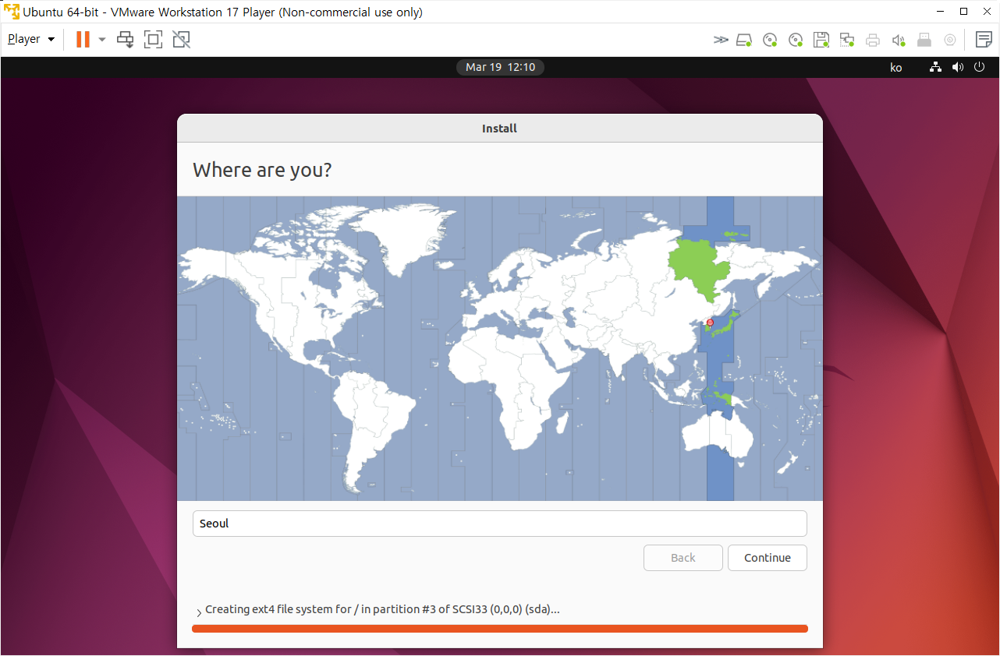 Ubuntu 64-bit - VMware Workstation 17 Player (Non-commercial use only)
Player
Mar 19 12:10
ko
Install
Where are you?
Seoul
Back
Continue
Creating ext4 file system for / in partition #3 of SCSI33 (0,0,0) (sda)...